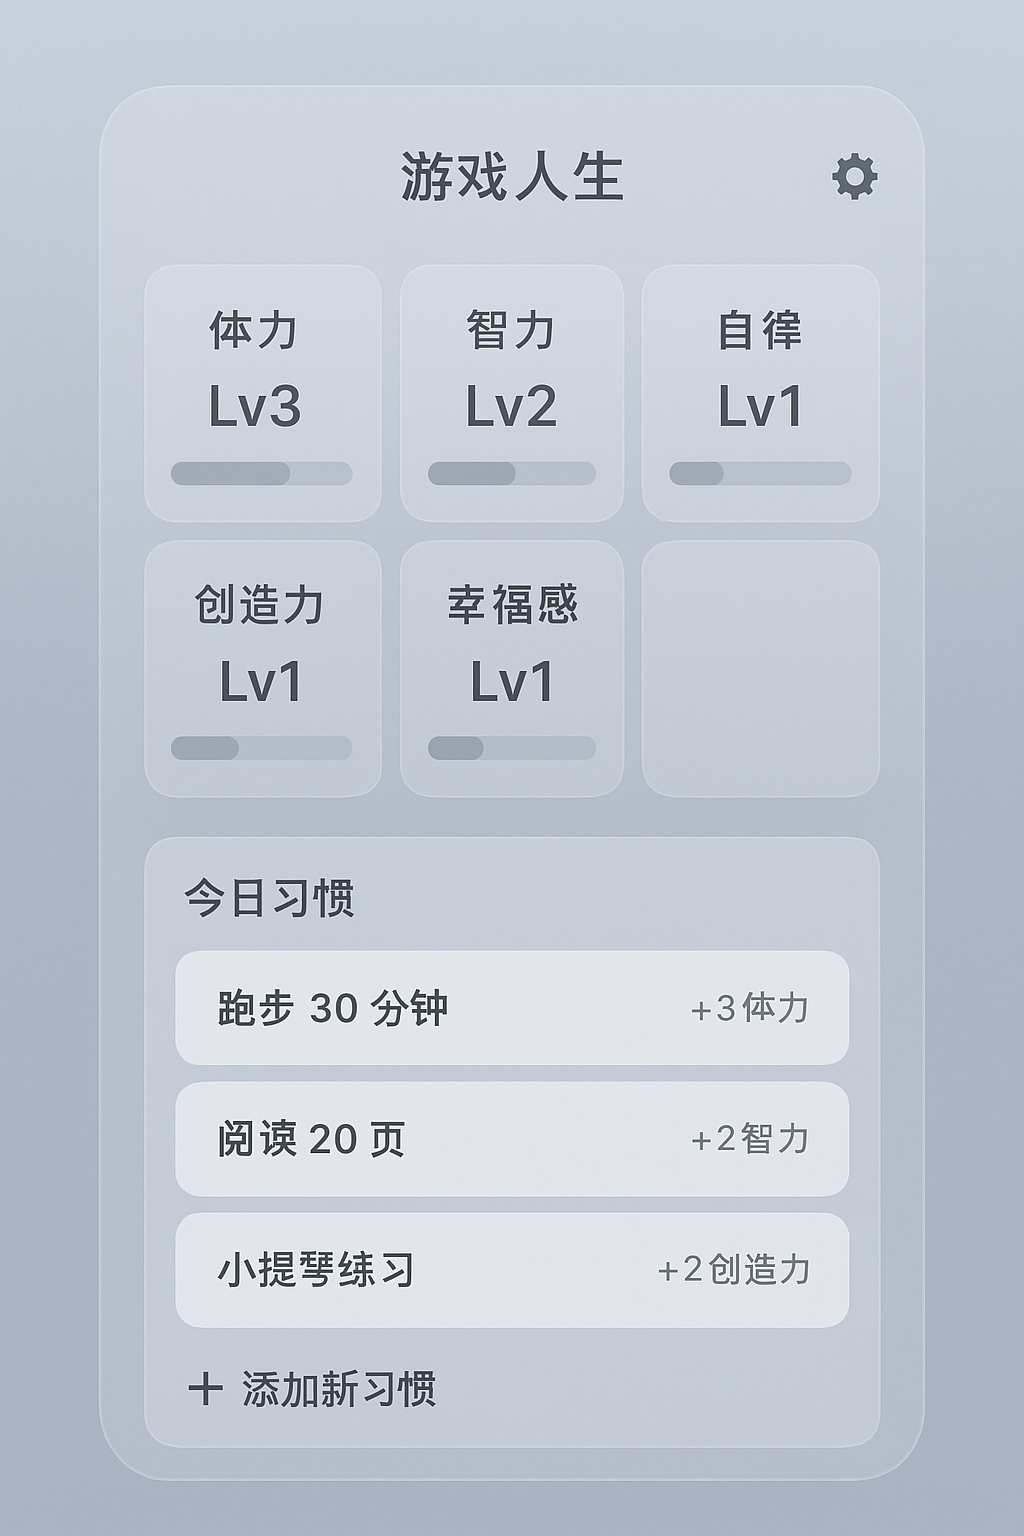 游戏人生
体力
Lv3
智力
Lv2
自
Lv1
创造力
Lv1
幸福感
Lv1
今日习惯
跑步 30 分钟
+3体力
阅读 20 页
+2智力
小提琴练习
+2创造力
+ 添加新习惯